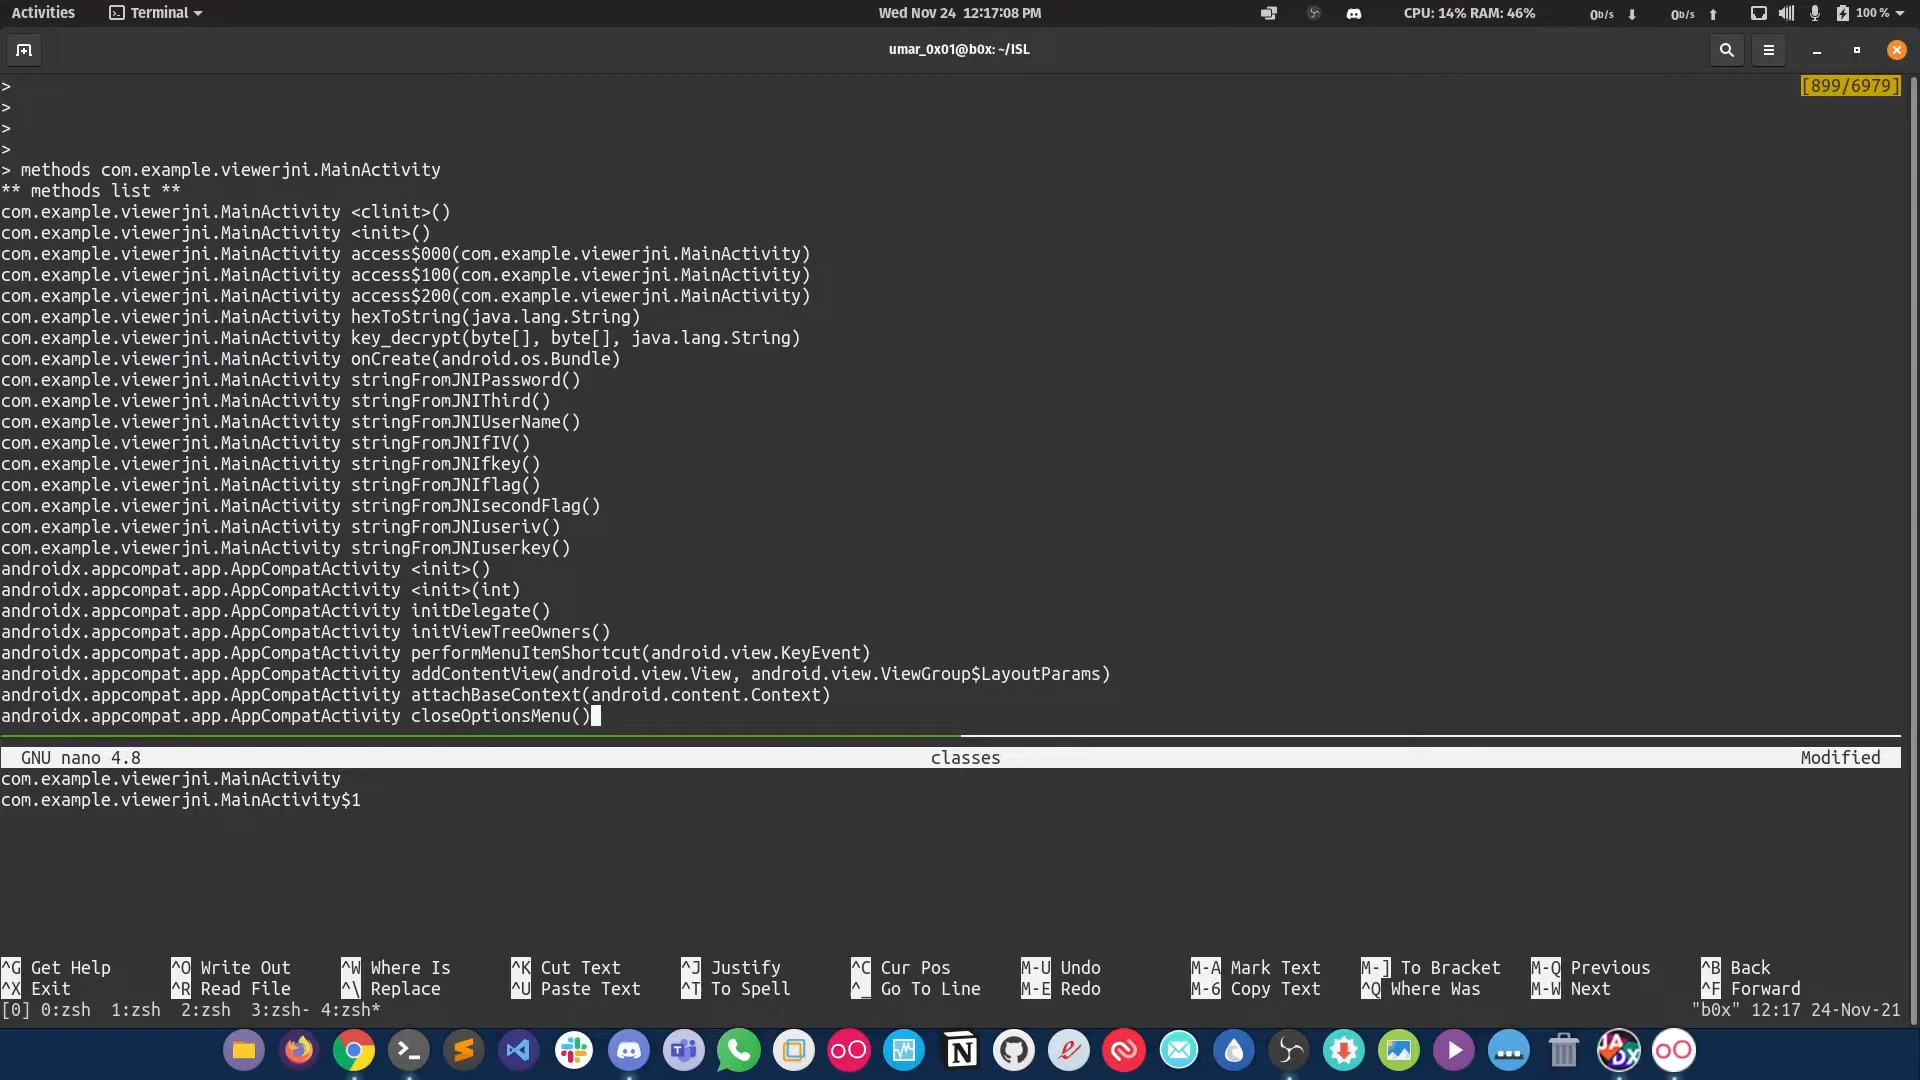 Activities
Terminal
Wed Nov 24 12:17:08 PM
CPU: 14% RAM: 46%
0b/s
0b/s
100 %
umar_0x01@b0x: ~/ISL
>
[899/6979]
>
>
>
> methods com.example.viewerjni.MainActivity
** methods list **
com.example.viewerjni.MainActivity <clinit>()
com.example.viewerjni.MainActivity <init>()
com.example.viewerjni.MainActivity access$000(com.example.viewerjni.MainActivity)
com.example.viewerjni.MainActivity access$100(com.example.viewerjni.MainActivity)
com.example.viewerjni.MainActivity access$200(com.example.viewerjni.MainActivity)
com.example.viewerjni.MainActivity hexToString(java.lang.String)
com.example.viewerjni.MainActivity key_decrypt(byte[], byte[], java.lang.String)
com.example.viewerjni.MainActivity onCreate(android.os.Bundle)
com.example.viewerjni.MainActivity stringFromJNIPassword()
com.example.viewerjni.MainActivity stringFromJNIThird()
com.example.viewerjni.MainActivity stringFromJNIUserName()
com.example.viewerjni.MainActivity stringFromJNIfIV()
com.example.viewerjni.MainActivity stringFromJNIfkey()
com.example.viewerjni.MainActivity stringFromJNIflag()
com.example.viewerjni.MainActivity stringFromJNIsecondFlag()
com.example.viewerjni.MainActivity stringFromJNIuseriv()
com.example.viewerjni.MainActivity stringFromJNIuserkey()
androidx.appcompat.app.AppCompatActivity <init>()
androidx.appcompat.app.AppCompatActivity <init>(int)
androidx.appcompat.app.AppCompatActivity initDelegate()
androidx.appcompat.app.AppCompatActivity initViewTreeOwners()
androidx.appcompat.app.AppCompatActivity performMenuItemShortcut(android.view.KeyEvent)
androidx.appcompat.app.AppCompatActivity addContentView(android.view.View, android.view.ViewGroup$LayoutParams)
androidx.appcompat.app.AppCompatActivity attachBaseContext(android.content.Context)
androidx.appcompat.app.AppCompatActivity closeOptionsMenu()
GNU nano 4.8 classes Modified
com.example.viewerjni.MainActivity
com.example.viewerjni.MainActivity$1
^G Get Help ^O Write Out ^W Where Is ^K Cut Text ^J Justify ^C Cur Pos M-U Undo M-A Mark Text M-] To Bracket M-Q Previous ^B Back
^X Exit ^R Read File ^\ Replace ^U Paste Text ^T To Spell ^_ Go To Line M-E Redo M-6 Copy Text ^Q Where Was M-W Next ^F Forward
[0] 0:zsh 1:zsh 2:zsh 3:zsh- 4:zsh* "b0x" 12:17 24-Nov-21